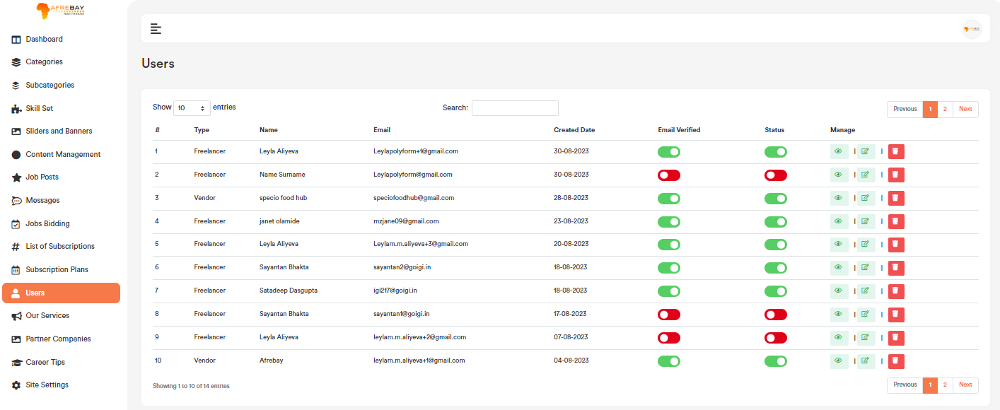 AFREBAY
Dashboard
Categories
Subcategories
Skill Set
Sliders and Banners
Content Management
Job Posts
Messages
Jobs Bidding
List of Subscriptions
Subscription Plans
Users
Our Services
Partner Companies
Career Tips
Site Settings
Users
Show 10 entries Search: Previous 1 2 Next
# Type Name Email Created Date Email Verified Status Manage
1 Freelancer Leyla Aliyeva Leylapolyform+1@gmail.com 30-08-2023 | |
2 Freelancer Name Surname Leylapolyform@gmail.com 30-08-2023 | |
3 Vendor specio food hub speciofoodhub@gmail.com 28-08-2023 | |
4 Freelancer janet olamide mzjane09@gmail.com 23-08-2023 | |
5 Freelancer Leyla Aliyeva Leylam.m.aliyeva+3@gmail.com 20-08-2023 | |
6 Freelancer Sayantan Bhakta sayantan2@goigi.in 18-08-2023 | |
7 Freelancer Satadeep Dasgupta igi217@goigi.in 18-08-2023 | |
8 Freelancer Sayantan Bhakta sayantan1@goigi.in 17-08-2023 | |
9 Freelancer Leyla Aliyeva leylam.m.aliyeva+2@gmail.com 07-08-2023 | |
10 Vendor Afrebay leylam.m.aliyeva+1@gmail.com 04-08-2023 | |
Showing 1 to 10 of 14 entries Previous 1 2 Next